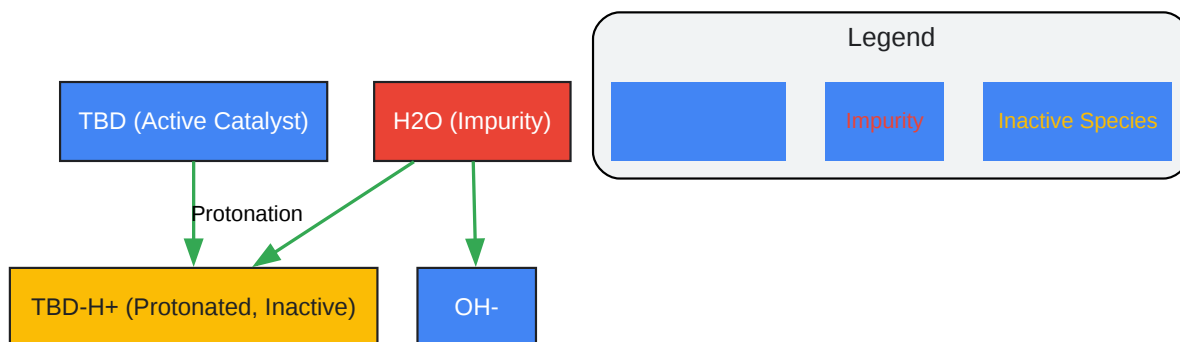 Legend
TBD (Active Catalyst)
H2O (Impurity)
Impurity
Inactive Species
Protonation
TBD-H+ (Protonated, Inactive)
OH-